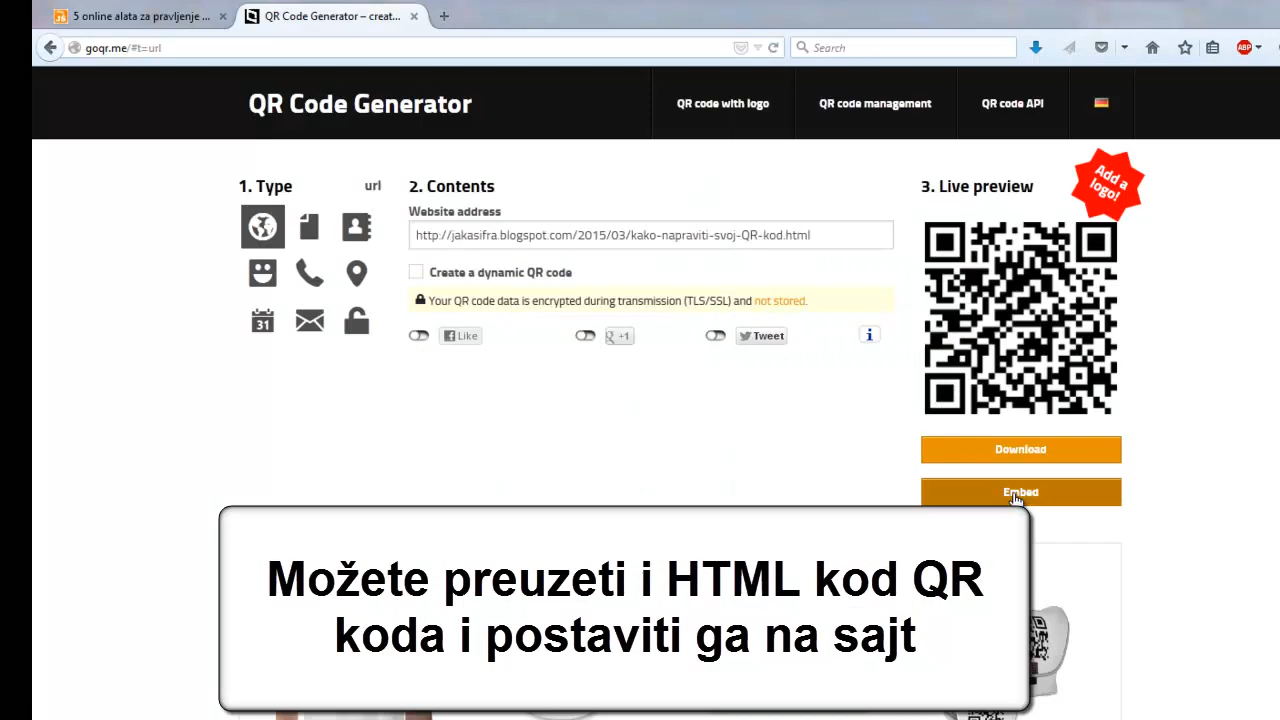 5 online alata za pravljenje ...
QR Code Generator – creat...
goqr.me/#t=url
Search
ABP
QR Code Generator
QR code with logo
QR code management
QR code API
1. Type
url
31
2. Contents
Website address
http://jakasifra.blogspot.com/2015/03/kako-napraviti-svoj-QR-kod.html
Create a dynamic QR code
Your QR code data is encrypted during transmission (TLS/SSL) and not stored.
Like
+1
Tweet
i
3. Live preview
Add a
logo!
Download
Embed
Možete preuzeti i HTML kod QR
koda i postaviti ga na sajt